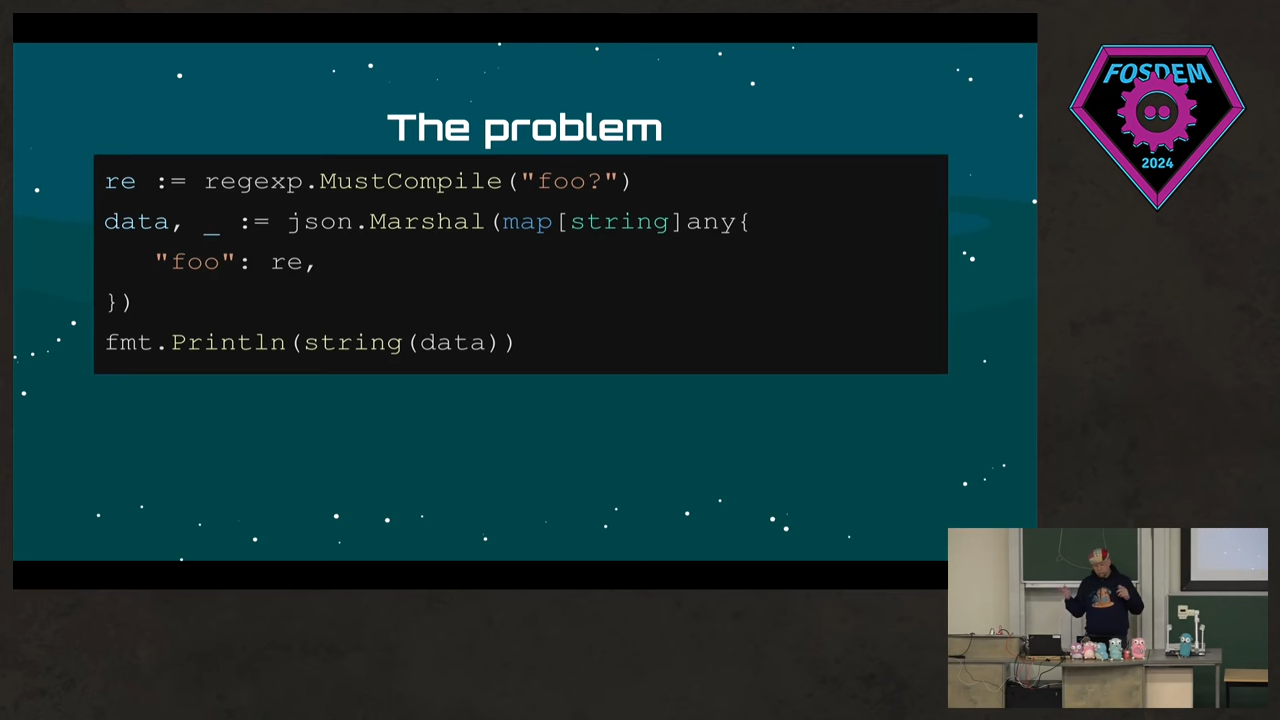 The problem
re := regexp.MustCompile("foo?")
data, _ := json.Marshal(map[string]any{
   "foo": re,
})
fmt.Println(string(data))
FOSDEM
2024